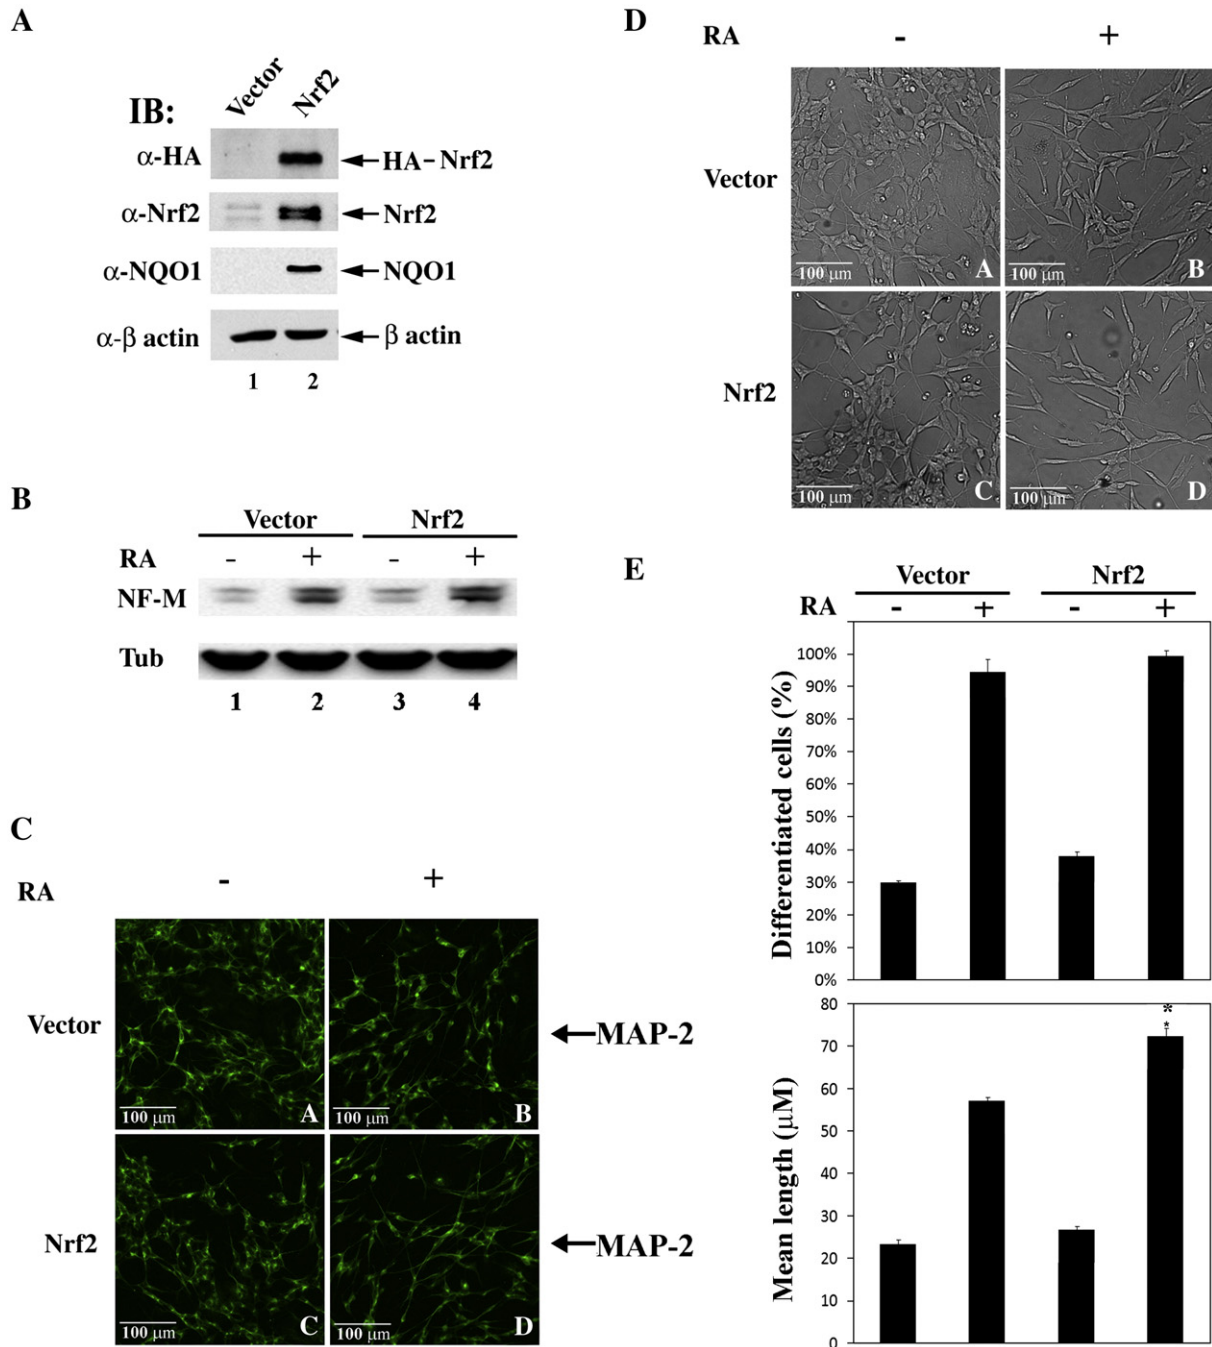 A
Vector Nrf2
IB:
α-HA HA-Nrf2
α-Nrf2 Nrf2
α-NQO1 NQO1
α-β actin β actin
1 2
B
Vector Nrf2
RA - + - +
NF-M
Tub
1 2 3 4
C
RA - +
Vector MAP-2
100 μm A
100 μm B
Nrf2 MAP-2
100 μm C
100 μm D
D
RA - +
Vector
100 μm A
100 μm B
Nrf2
100 μm C
100 μm D
E
Vector Nrf2
RA - + - +
Differentiated cells (%)
100%
90%
80%
70%
60%
50%
40%
30%
20%
10%
0%
Mean length (μM)
80
70
60
50
40
30
20
10
0
*
*